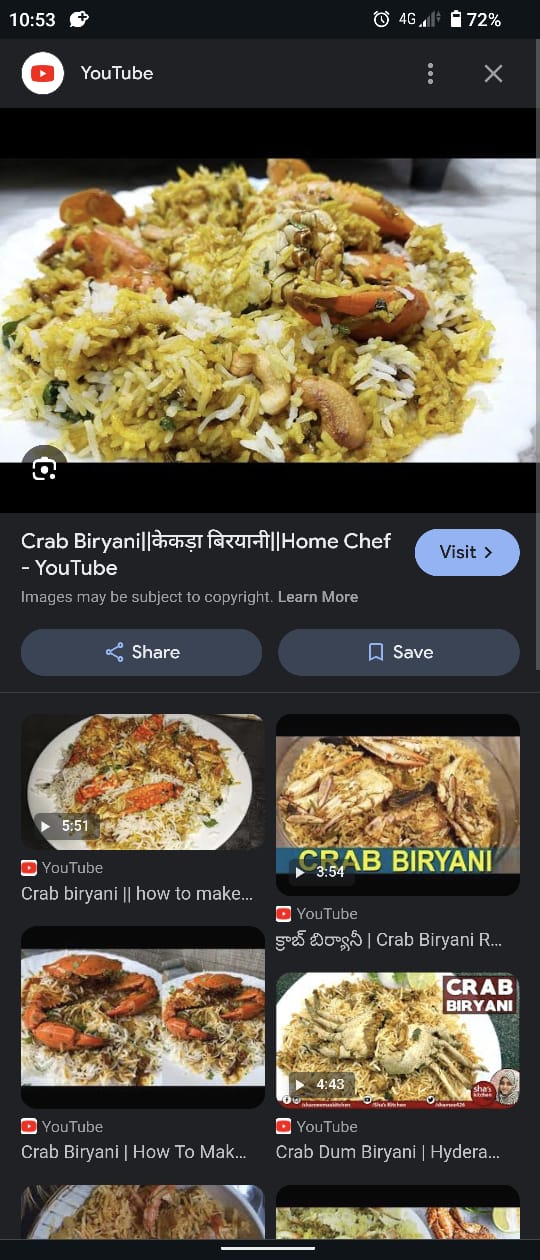 10:53
4G
72%
YouTube
Crab Biryani||केकड़ा बिरयानी||Home Chef
- YouTube
Visit
Images may be subject to copyright. Learn More
Share
Save
5:51
YouTube
Crab biryani || how to make...
CRAB BIRYANI
3:54
YouTube
క్రాబ్ బిర్యానీ | Crab Biryani R...
YouTube
Crab Biryani | How To Mak...
CRAB
BIRYANI
4:43
sha's
kitchen
/Sha's Kitchen
YouTube
Crab Dum Biryani | Hydera...